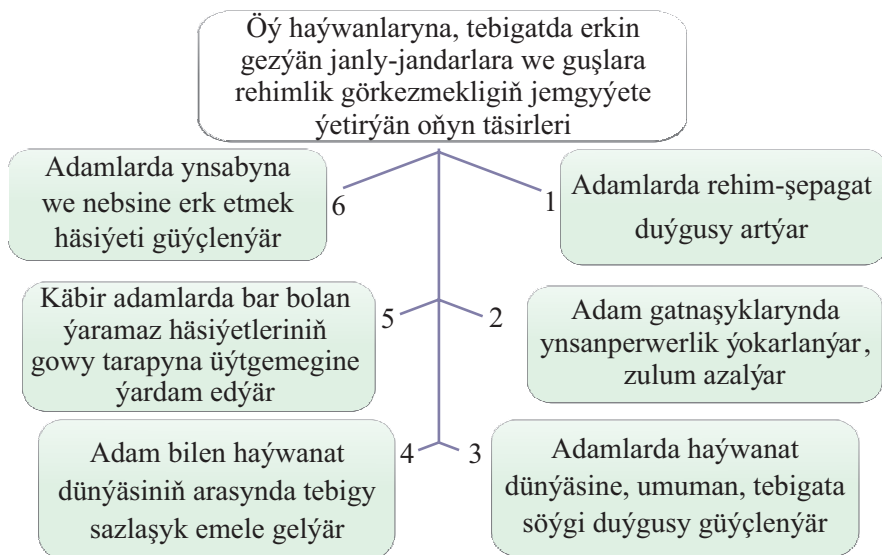 Öý haýwanlaryna, tebigatda erkin
gezýän janly-jandarlara we guşlara
rehimlik görkezmekligiň jemgyýete
ýetirýän oňyn täsirleri
1
Adamlarda rehim-şepagat
duýgusy artýar
2
Adam gatnaşyklarynda
ynsanperwerlik ýokarlanýar,
zulum azalýar
3
Adamlarda haýwanat
dünýäsine, umuman, tebigata
söýgi duýgusy güýçlenýär
4
Adam bilen haýwanat
dünýäsiniň arasynda tebigy
sazlaşyk emele gelýär
5
Käbir adamlarda bar bolan
ýaramaz häsiýetleriniň
gowy tarapyna üýtgemegine
ýardam edýär
6
Adamlarda ynsabyna
we nebsine erk etmek
häsiýeti güýçlenýär